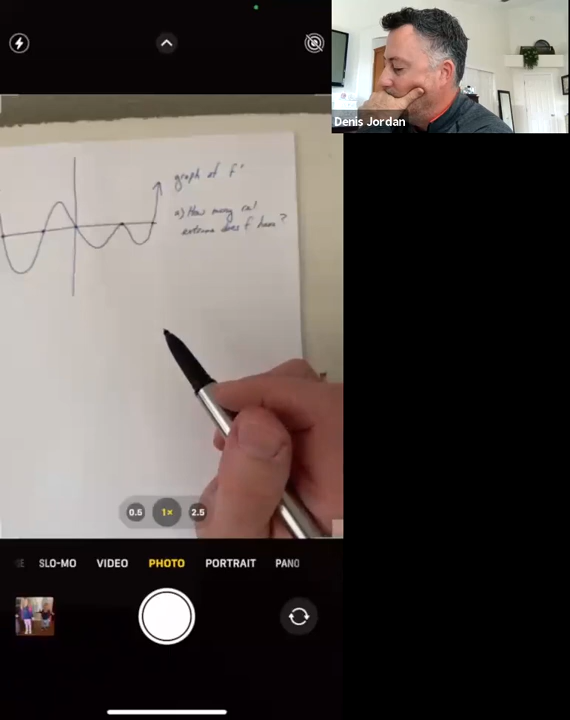 Denis Jordan
graph of f'
a) How many rel
extrema does f have?
0.5 1× 2.5
SLO-MO VIDEO PHOTO PORTRAIT PANO